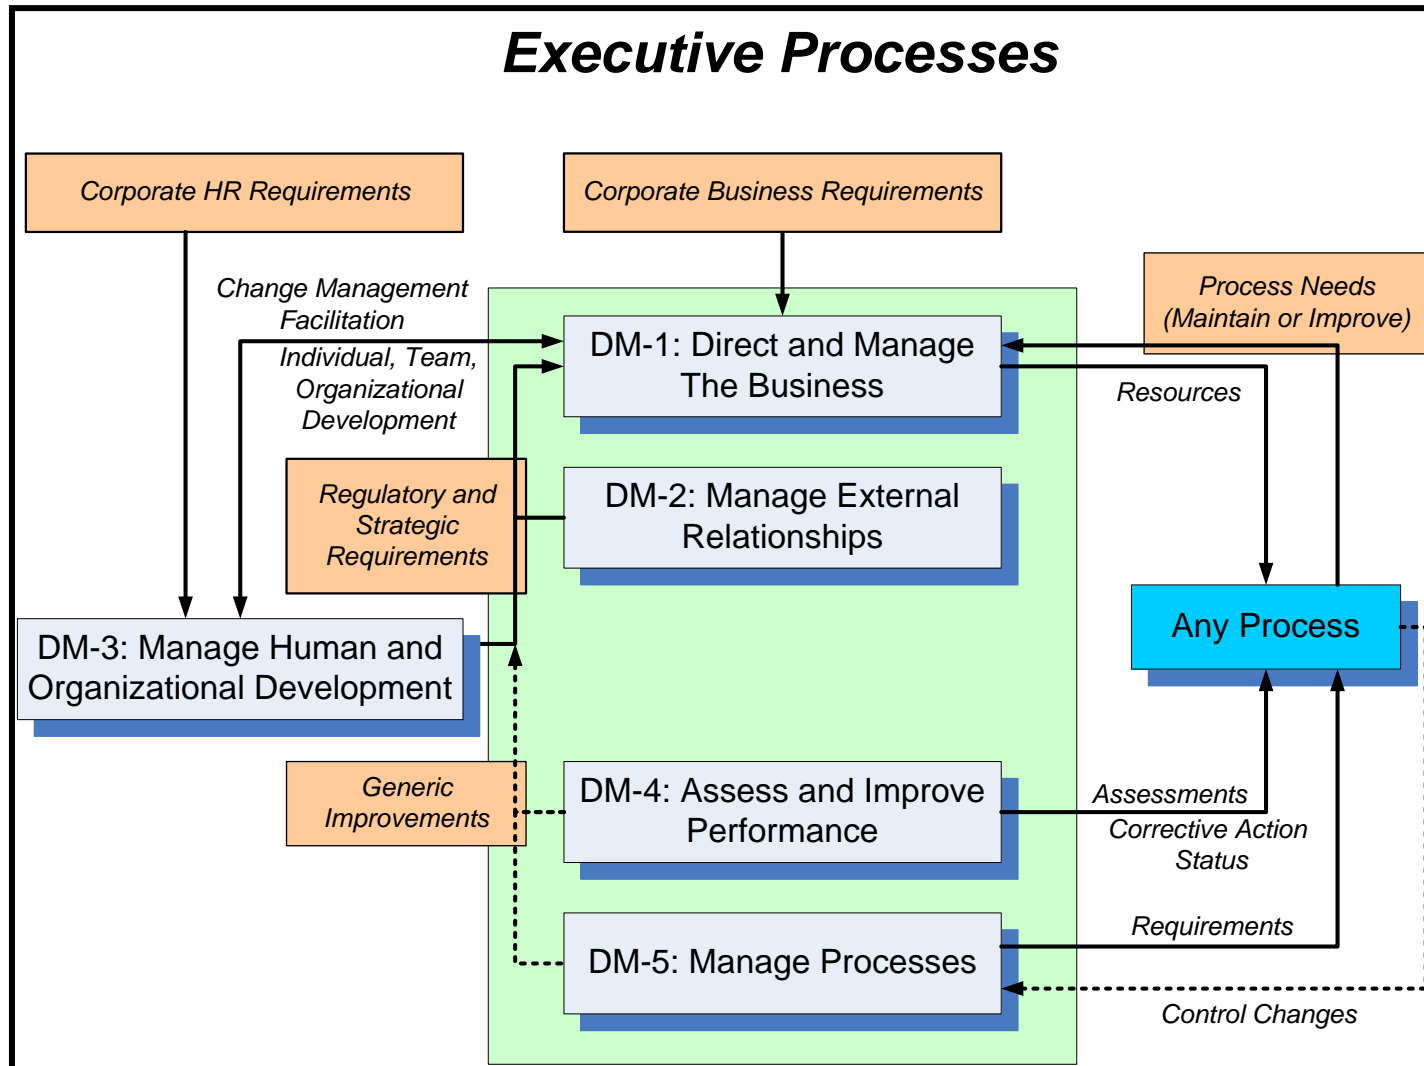 Executive Processes
Corporate HR Requirements
Corporate Business Requirements
Process Needs
(Maintain or Improve)
Change Management
Facilitation
Individual, Team,
Organizational
Development
DM-1: Direct and Manage
The Business
Resources
Regulatory and
Strategic
Requirements
DM-2: Manage External
Relationships
DM-3: Manage Human and
Organizational Development
Any Process
Generic
Improvements
DM-4: Assess and Improve
Performance
Assessments
Corrective Action
Status
DM-5: Manage Processes
Requirements
Control Changes